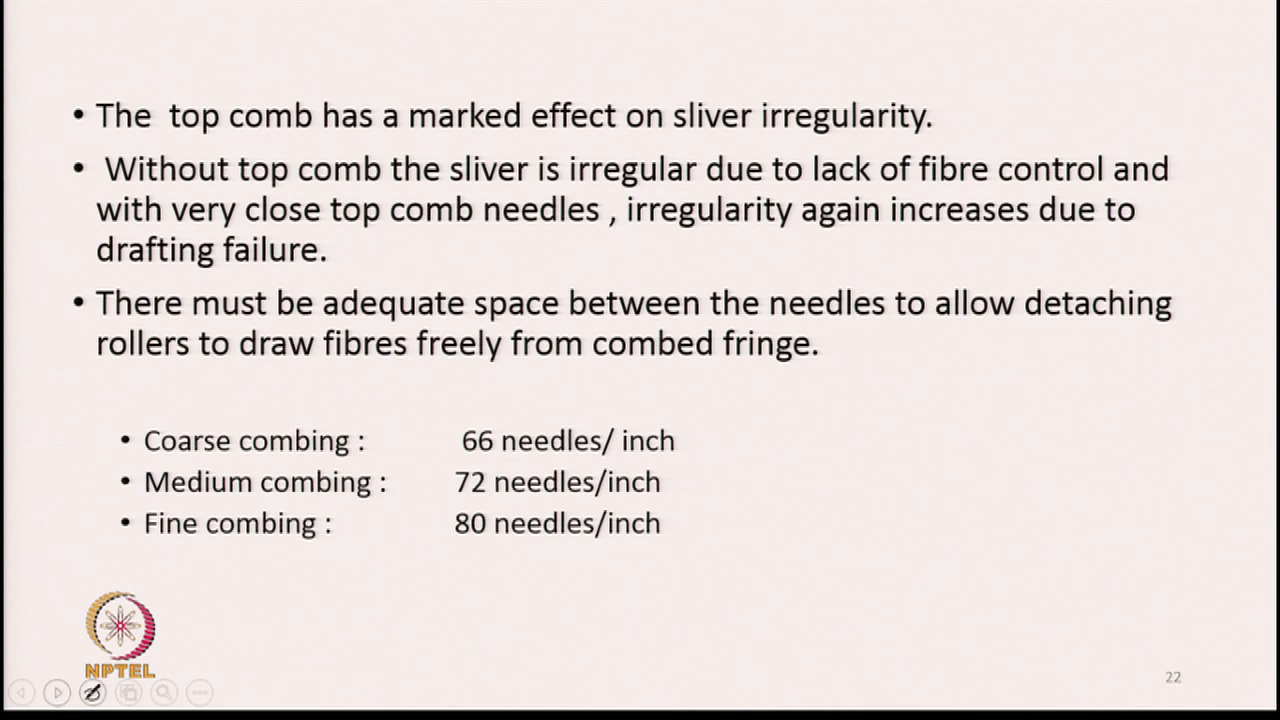 • The  top comb has a marked effect on sliver irregularity.
•  Without top comb the sliver is irregular due to lack of fibre control and
with very close top comb needles , irregularity again increases due to
drafting failure.
• There must be adequate space between the needles to allow detaching
rollers to draw fibres freely from combed fringe.
• Coarse combing :   66 needles/ inch
• Medium combing :   72 needles/inch
• Fine combing :   80 needles/inch
NPTEL
22